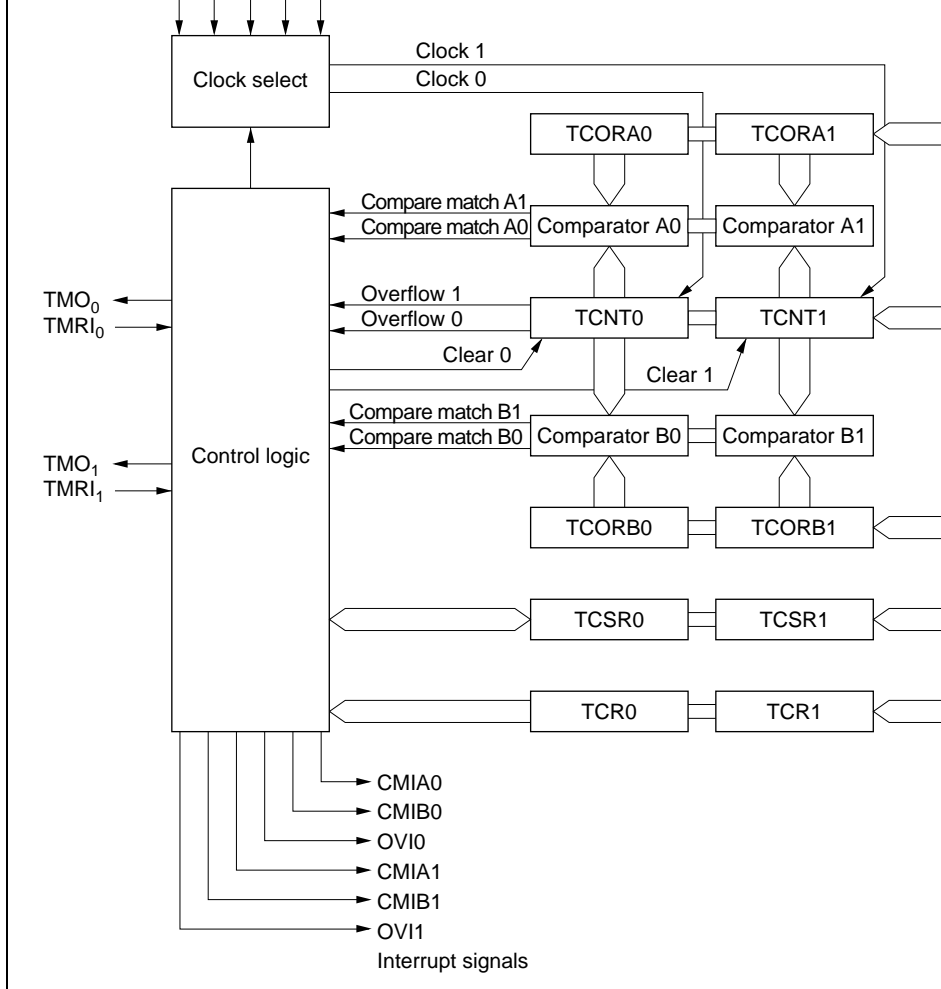 Clock 1
Clock select
Clock 0
TCORA0
TCORA1
Compare match A1
Compare match A0
Comparator A0
Comparator A1
TMO0
TMRI0
Overflow 1
Overflow 0
TCNT0
TCNT1
Clear 0
Clear 1
Compare match B1
Compare match B0
Comparator B0
Comparator B1
Control logic
TMO1
TMRI1
TCORB0
TCORB1
TCSR0
TCSR1
TCR0
TCR1
CMIA0
CMIB0
OVI0
CMIA1
CMIB1
OVI1
Interrupt signals